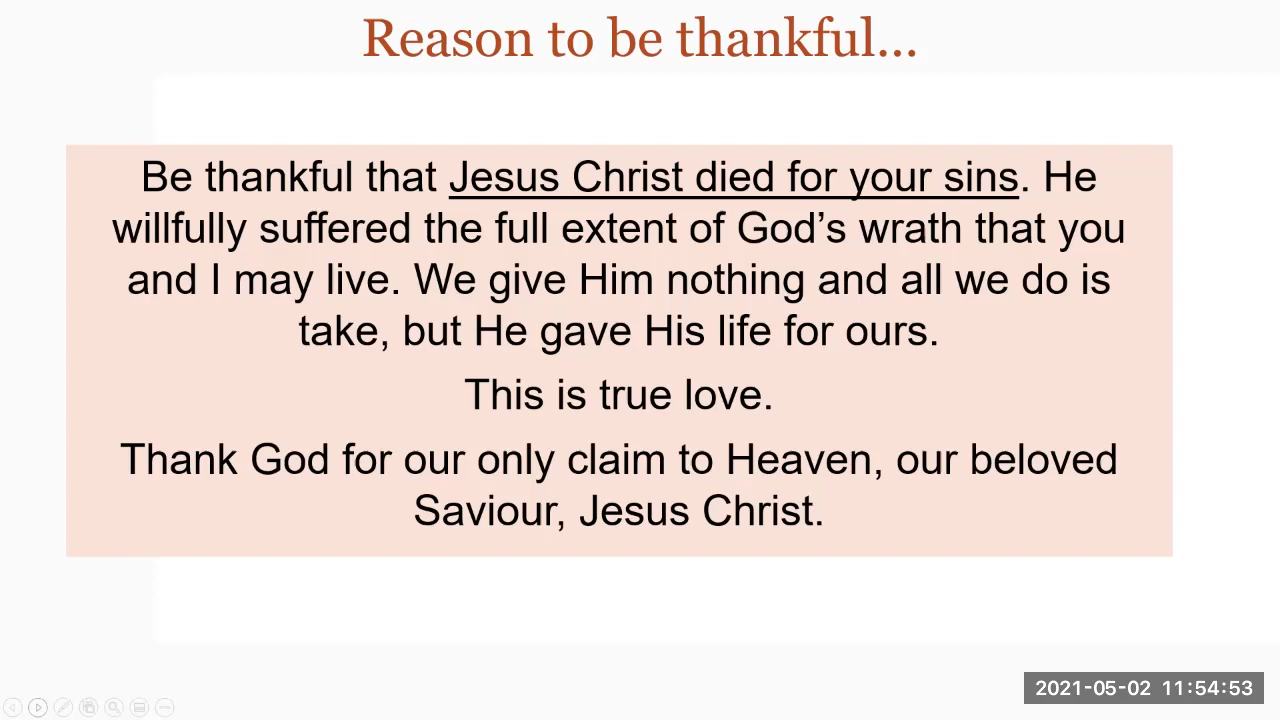 Reason to be thankful...
Be thankful that Jesus Christ died for your sins. He
willfully suffered the full extent of God’s wrath that you
and I may live. We give Him nothing and all we do is
take, but He gave His life for ours.
This is true love.
Thank God for our only claim to Heaven, our beloved
Saviour, Jesus Christ.
2021-05-02 11:54:53